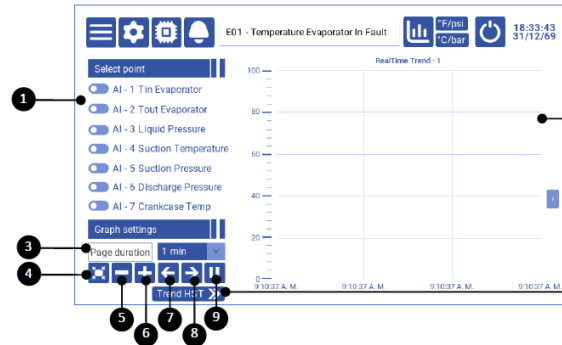 E01 - Temperature Evaporator In Fault
°F/psi
°C/bar
18:33:43
31/12/69
Select point
AI - 1 Tin Evaporator
AI - 2 Tout Evaporator
AI - 3 Liquid Pressure
AI - 4 Suction Temperature
AI - 5 Suction Pressure
AI - 6 Discharge Pressure
AI - 7 Crankcase Temp
Graph settings
Page duration
1 min
Trend HST
RealTime Trend - 1
100
80
60
40
20
0
9:10:37 A. M.
9:10:37 A. M.
9:10:37 A. M.
9:10:37 A. M.
1
3
4
5
6
7
8
9